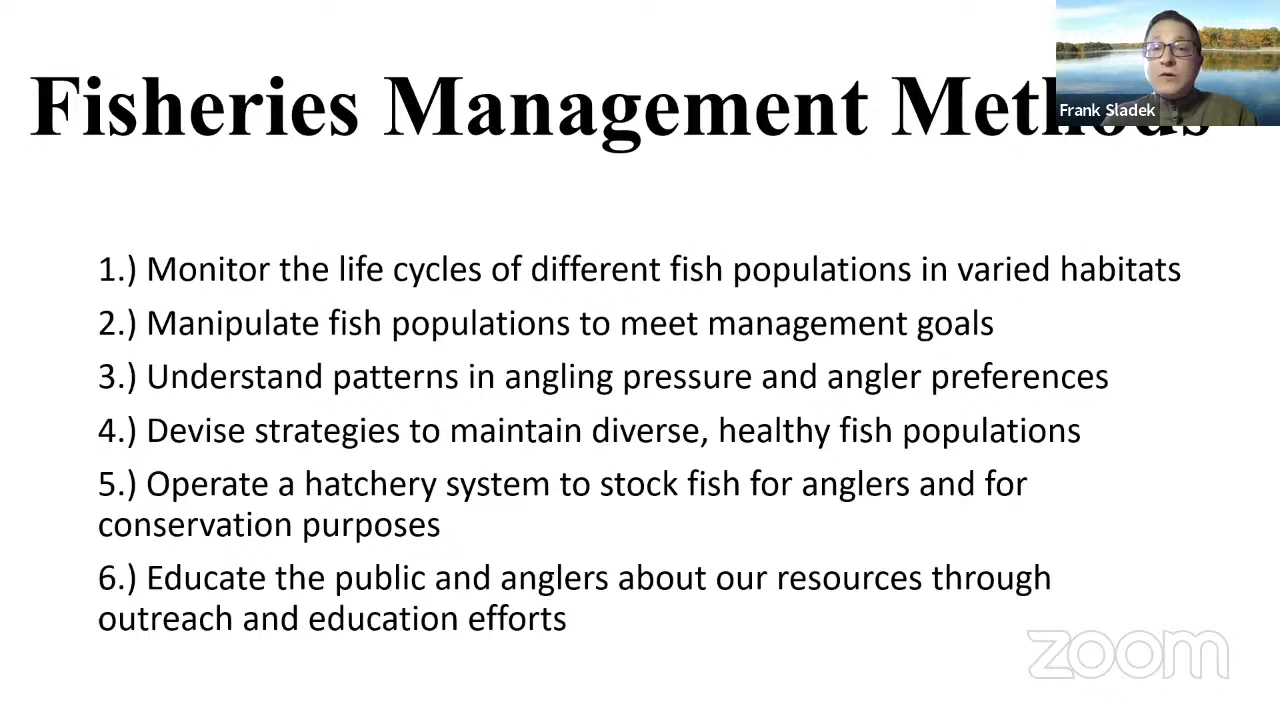 Fisheries Management Methods
Frank Sladek
1.) Monitor the life cycles of different fish populations in varied habitats
2.) Manipulate fish populations to meet management goals
3.) Understand patterns in angling pressure and angler preferences
4.) Devise strategies to maintain diverse, healthy fish populations
5.) Operate a hatchery system to stock fish for anglers and for
conservation purposes
6.) Educate the public and anglers about our resources through
outreach and education efforts
zoom